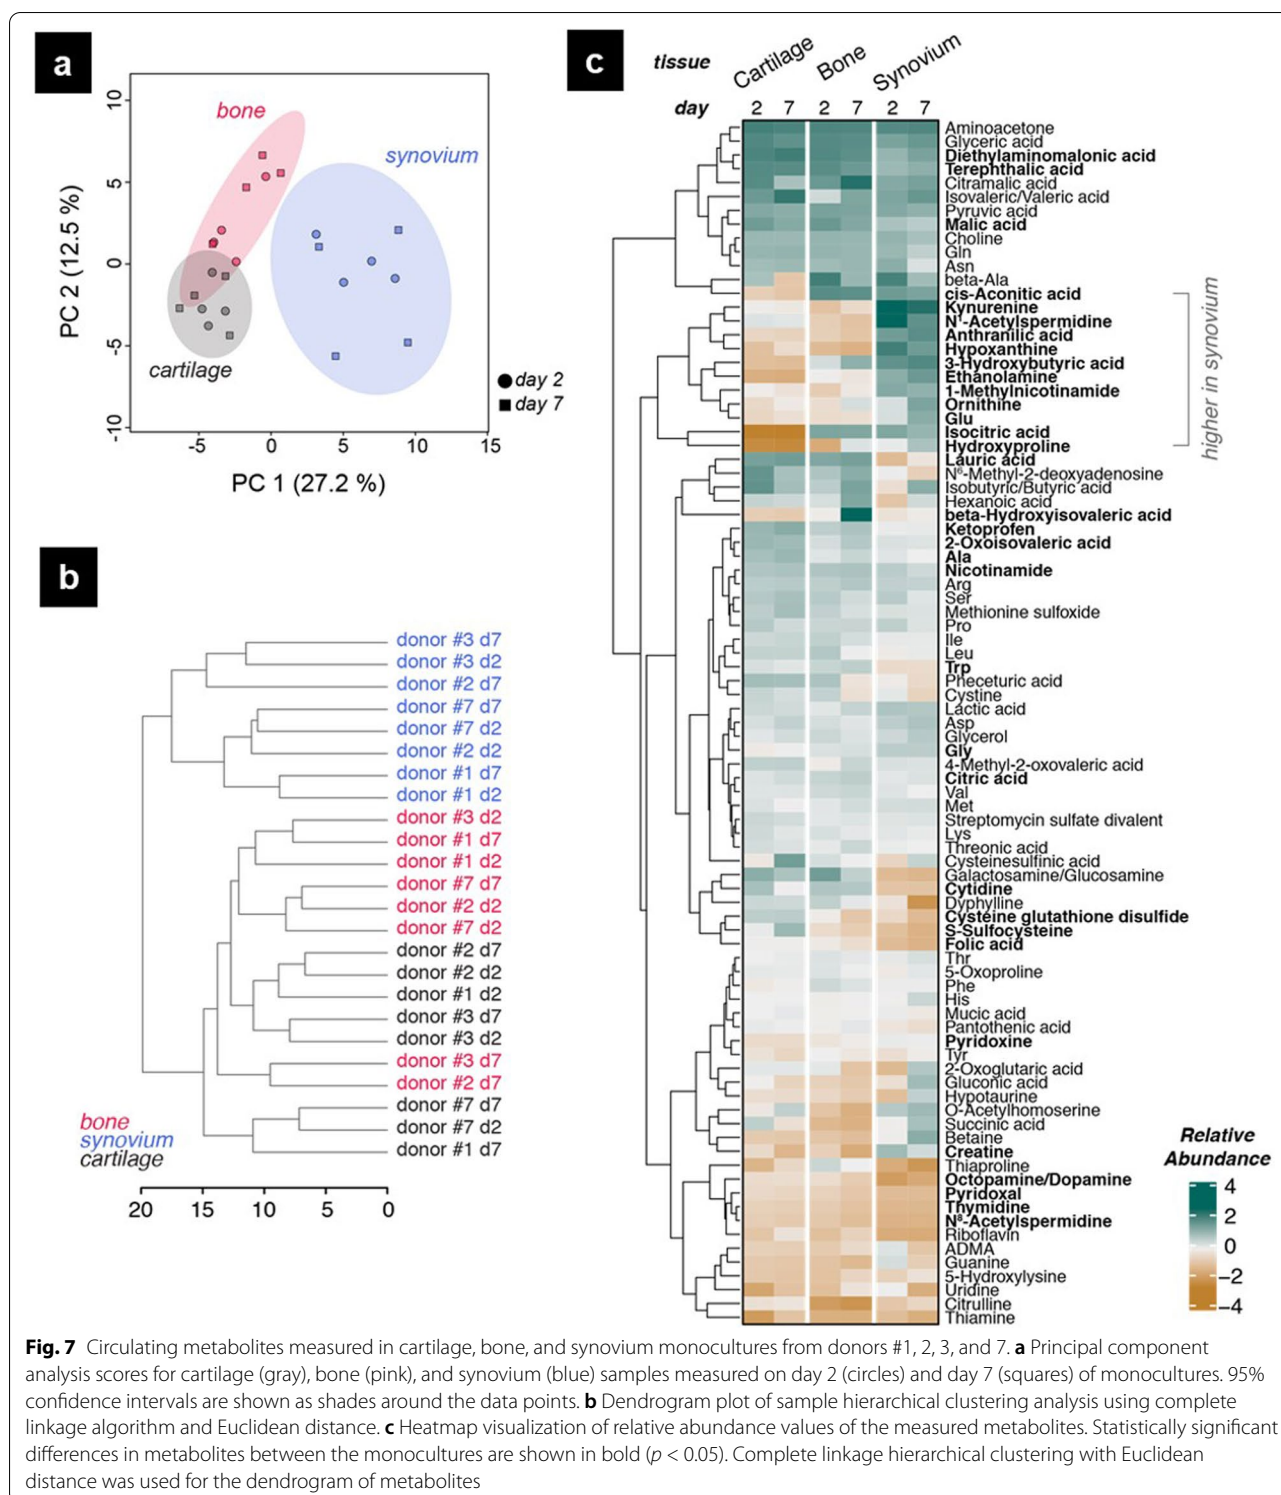 a
bone
synovium
cartilage
PC 2 (12.5 %)
10
5
0
-5
-10
-5
0
5
10
15
PC 1 (27.2 %)
day 2
day 7
b
donor #3 d7
donor #3 d2
donor #2 d7
donor #7 d7
donor #7 d2
donor #2 d2
donor #1 d7
donor #1 d2
donor #3 d2
donor #1 d7
donor #1 d2
donor #7 d7
donor #2 d2
donor #7 d2
donor #2 d7
donor #2 d2
donor #1 d2
donor #3 d7
donor #3 d2
donor #3 d7
donor #2 d7
donor #7 d7
donor #7 d2
donor #1 d7
bone
synovium
cartilage
20 15 10 5 0
c
tissue Cartilage Bone Synovium
day 2 7 2 7 2 7
Aminoacetone
Glyceric acid
Diethylaminomalonic acid
Terephthalic acid
Citramalic acid
Isovaleric/Valeric acid
Pyruvic acid
Malic acid
Choline
Gln
Asn
beta-Ala
cis-Aconitic acid
Kynurenine
N¹-Acetylspermidine
Anthranilic acid
Hypoxanthine
3-Hydroxybutyric acid
Ethanolamine
1-Methylnicotinamide
Ornithine
Glu
Isocitric acid
Hydroxyproline
Lauric acid
N⁶-Methyl-2-deoxyadenosine
Isobutyric/Butyric acid
Hexanoic acid
beta-Hydroxyisovaleric acid
Ketoprofen
2-Oxoisovaleric acid
Ala
Nicotinamide
Arg
Ser
Methionine sulfoxide
Pro
Ile
Leu
Trp
Pheceturic acid
Cystine
Lactic acid
Asp
Glycerol
Gly
4-Methyl-2-oxovaleric acid
Citric acid
Val
Met
Streptomycin sulfate divalent
Lys
Threonic acid
Cysteinesulfinic acid
Galactosamine/Glucosamine
Cytidine
Dyphylline
Cysteine glutathione disulfide
S-Sulfocysteine
Folic acid
Thr
5-Oxoproline
Phe
His
Mucic acid
Pantothenic acid
Pyridoxine
Tyr
2-Oxoglutaric acid
Gluconic acid
Hypotaurine
O-Acetylhomoserine
Succinic acid
Betaine
Creatine
Thiaproline
Octopamine/Dopamine
Pyridoxal
Thymidine
N⁸-Acetylspermidine
Riboflavin
ADMA
Guanine
5-Hydroxylysine
Uridine
Citrulline
Thiamine
higher in synovium
Relative
Abundance
4
2
0
−2
−4
Fig. 7 Circulating metabolites measured in cartilage, bone, and synovium monocultures from donors #1, 2, 3, and 7. a Principal component
analysis scores for cartilage (gray), bone (pink), and synovium (blue) samples measured on day 2 (circles) and day 7 (squares) of monocultures. 95%
confidence intervals are shown as shades around the data points. b Dendrogram plot of sample hierarchical clustering analysis using complete
linkage algorithm and Euclidean distance. c Heatmap visualization of relative abundance values of the measured metabolites. Statistically significant
differences in metabolites between the monocultures are shown in bold (p < 0.05). Complete linkage hierarchical clustering with Euclidean
distance was used for the dendrogram of metabolites